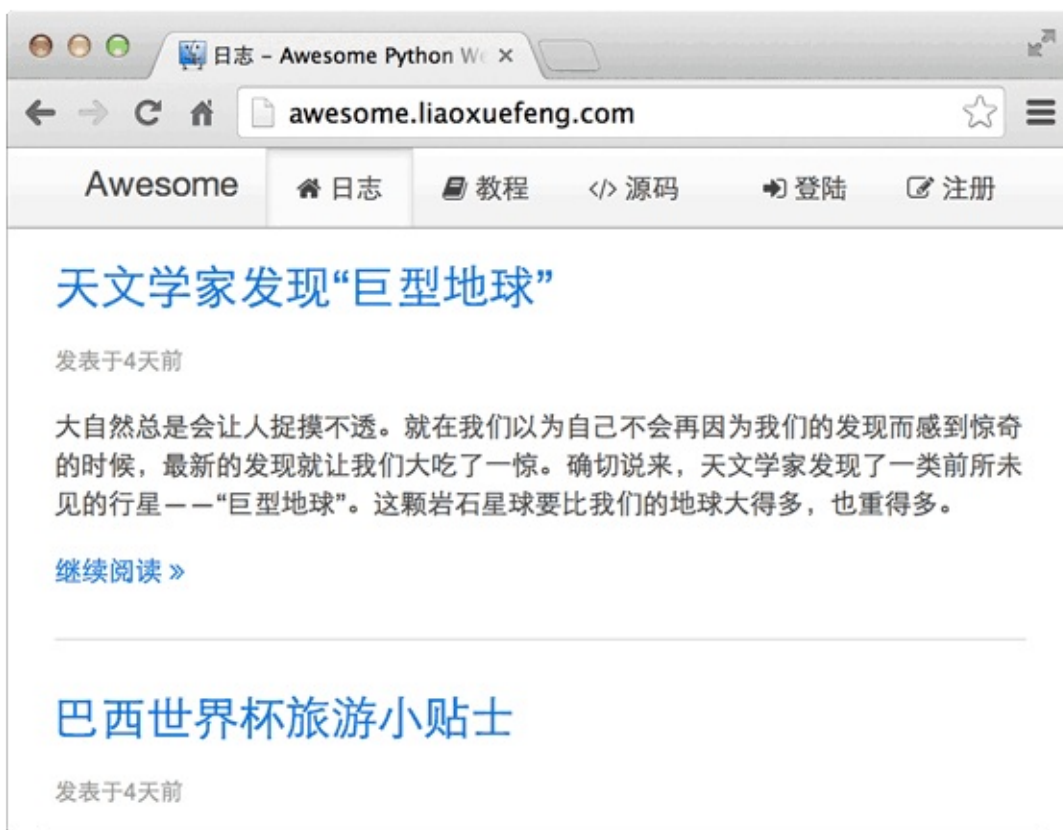 日志 - Awesome Python We
awesome.liaoxuefeng.com
Awesome 日志 教程 </> 源码 登陆 注册
天文学家发现“巨型地球”
发表于4天前
大自然总是会让人捉摸不透。就在我们以为自己不会再因为我们的发现而感到惊奇
的时候，最新的发现就让我们大吃了一惊。确切说来，天文学家发现了一类前所未
见的行星——“巨型地球”。这颗岩石星球要比我们的地球大得多，也重得多。
继续阅读 »
巴西世界杯旅游小贴士
发表于4天前